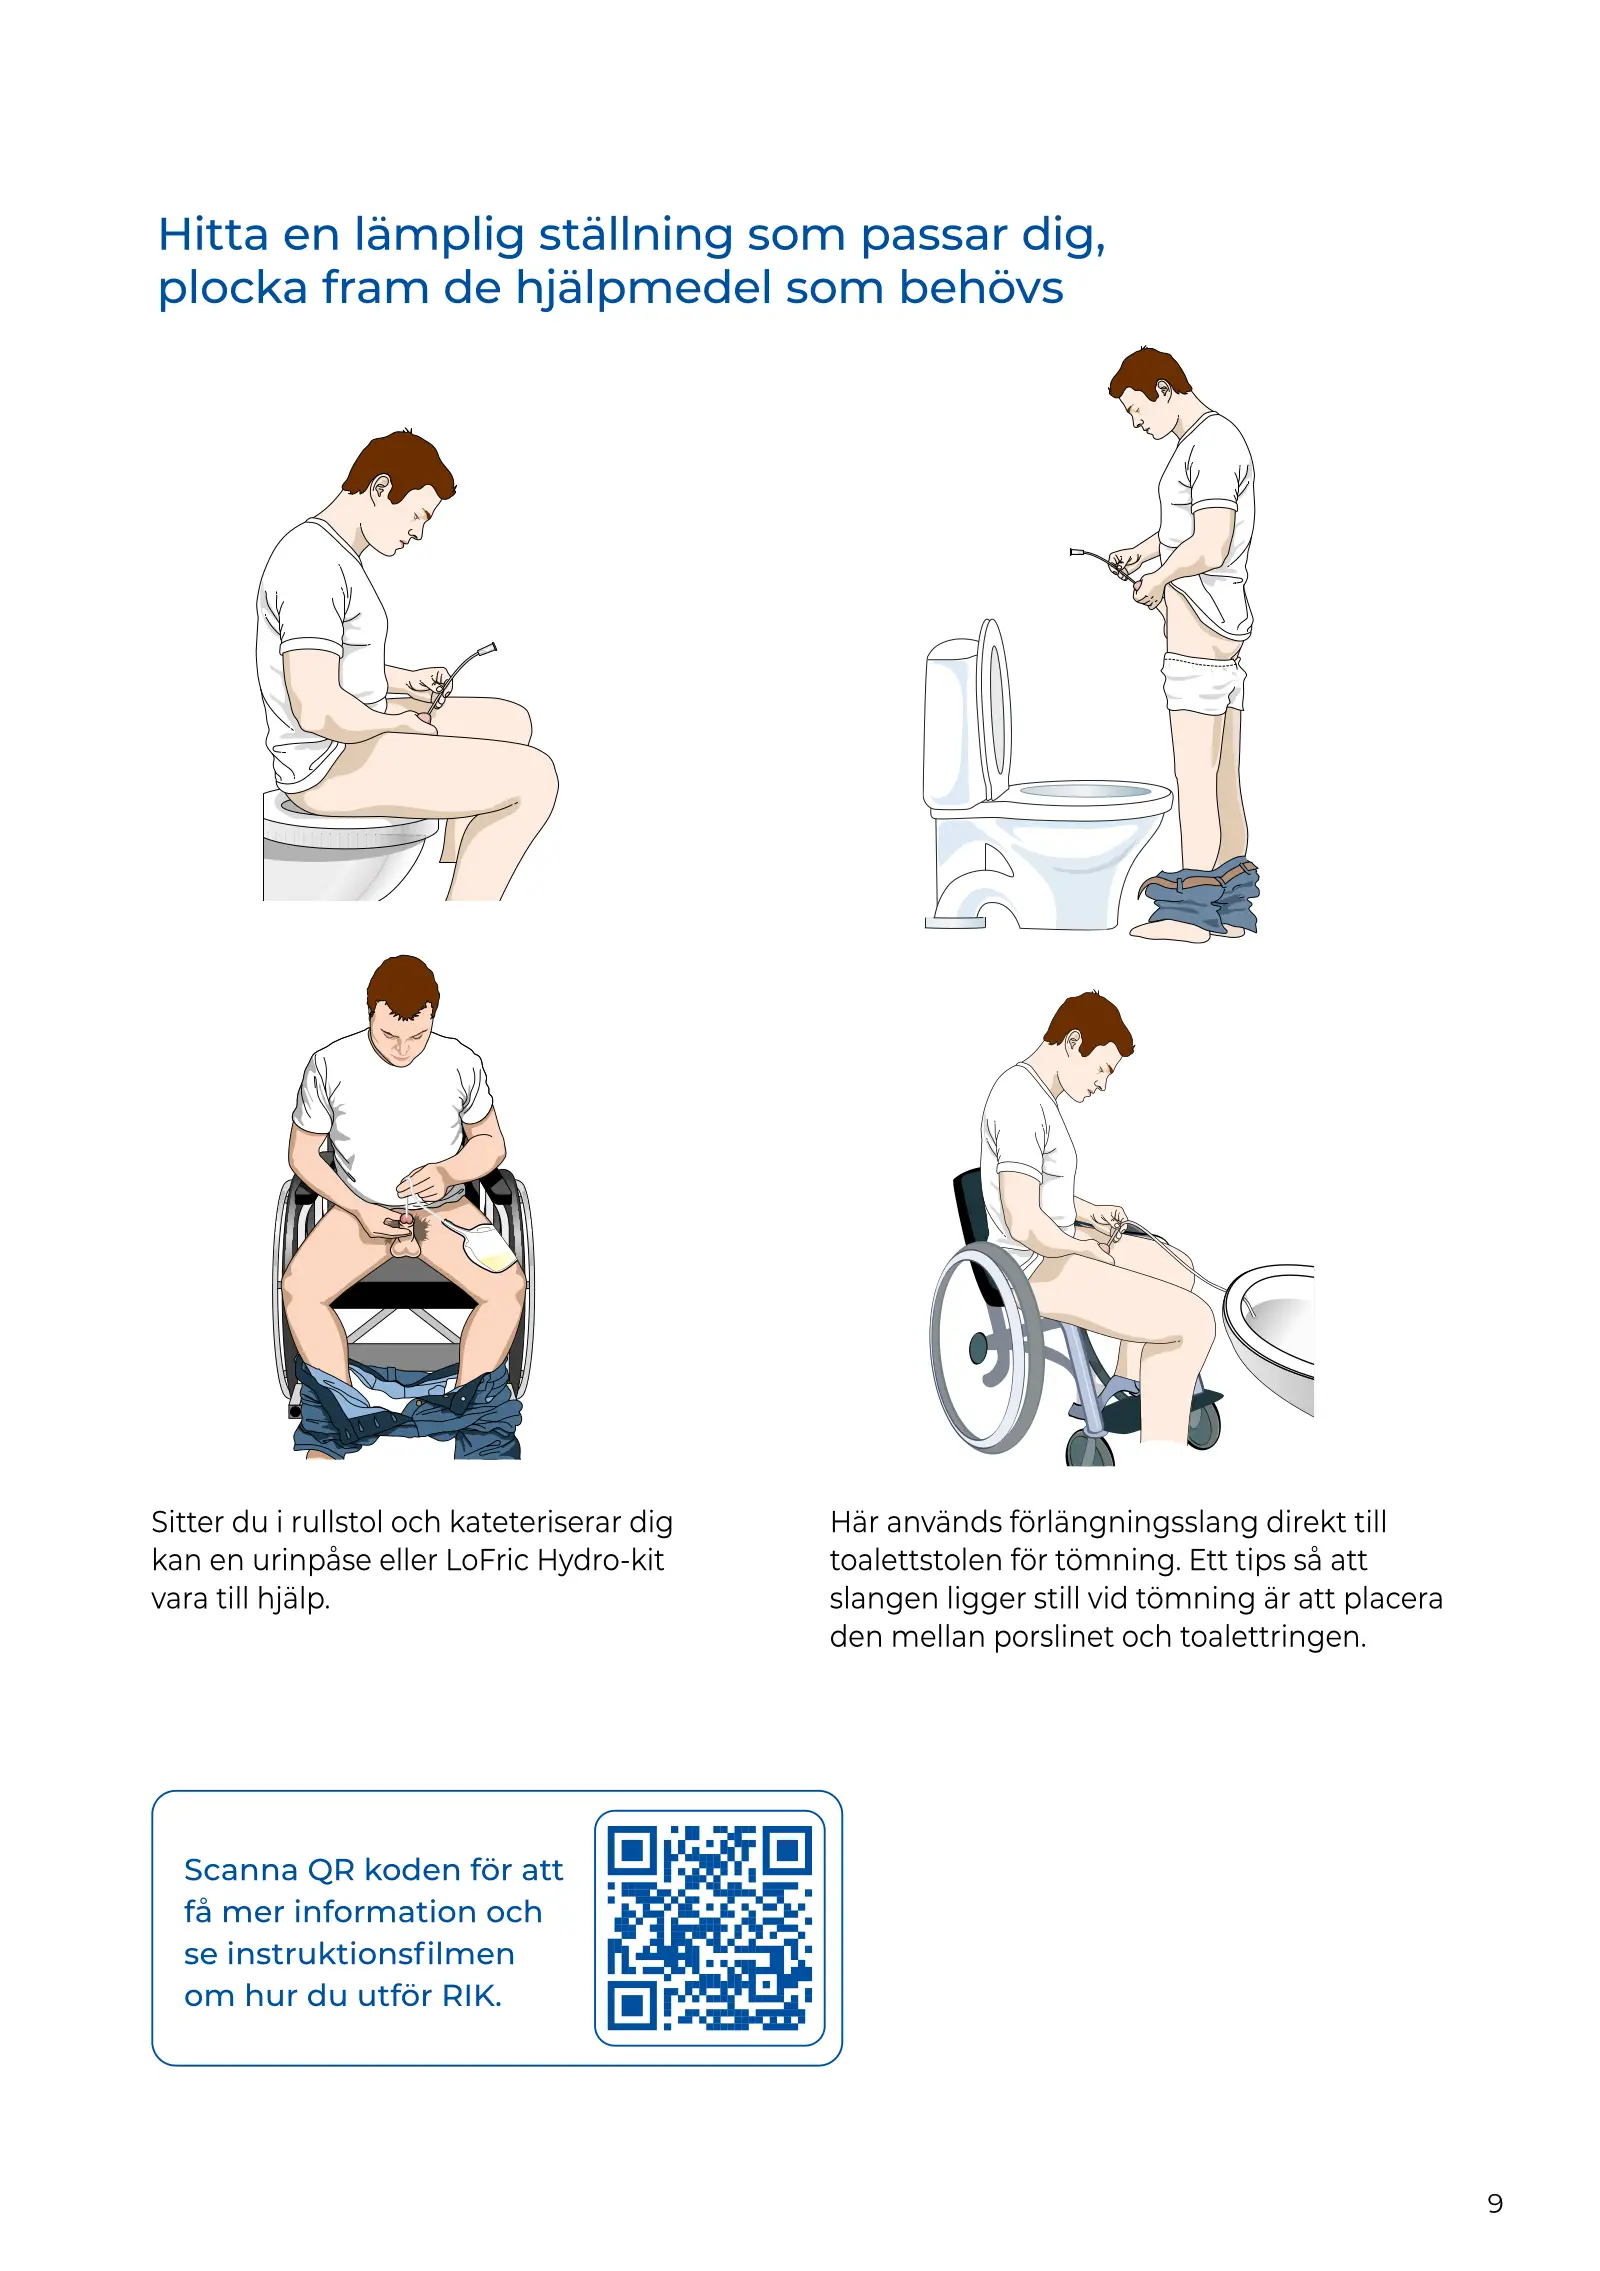 Hitta en lämplig ställning som passar dig,
plocka fram de hjälpmedel som behövs
Sitter du i rullstol och kateteriserar dig
kan en urinpåse eller LoFric Hydro-kit
vara till hjälp.
Här används förlängningsslang direkt till
toalettstolen för tömning. Ett tips så att
slangen ligger still vid tömning är att placera
den mellan porslinet och toalettringen.
Scanna QR koden för att
få mer information och
se instruktionsfilmen
om hur du utför RIK.
9